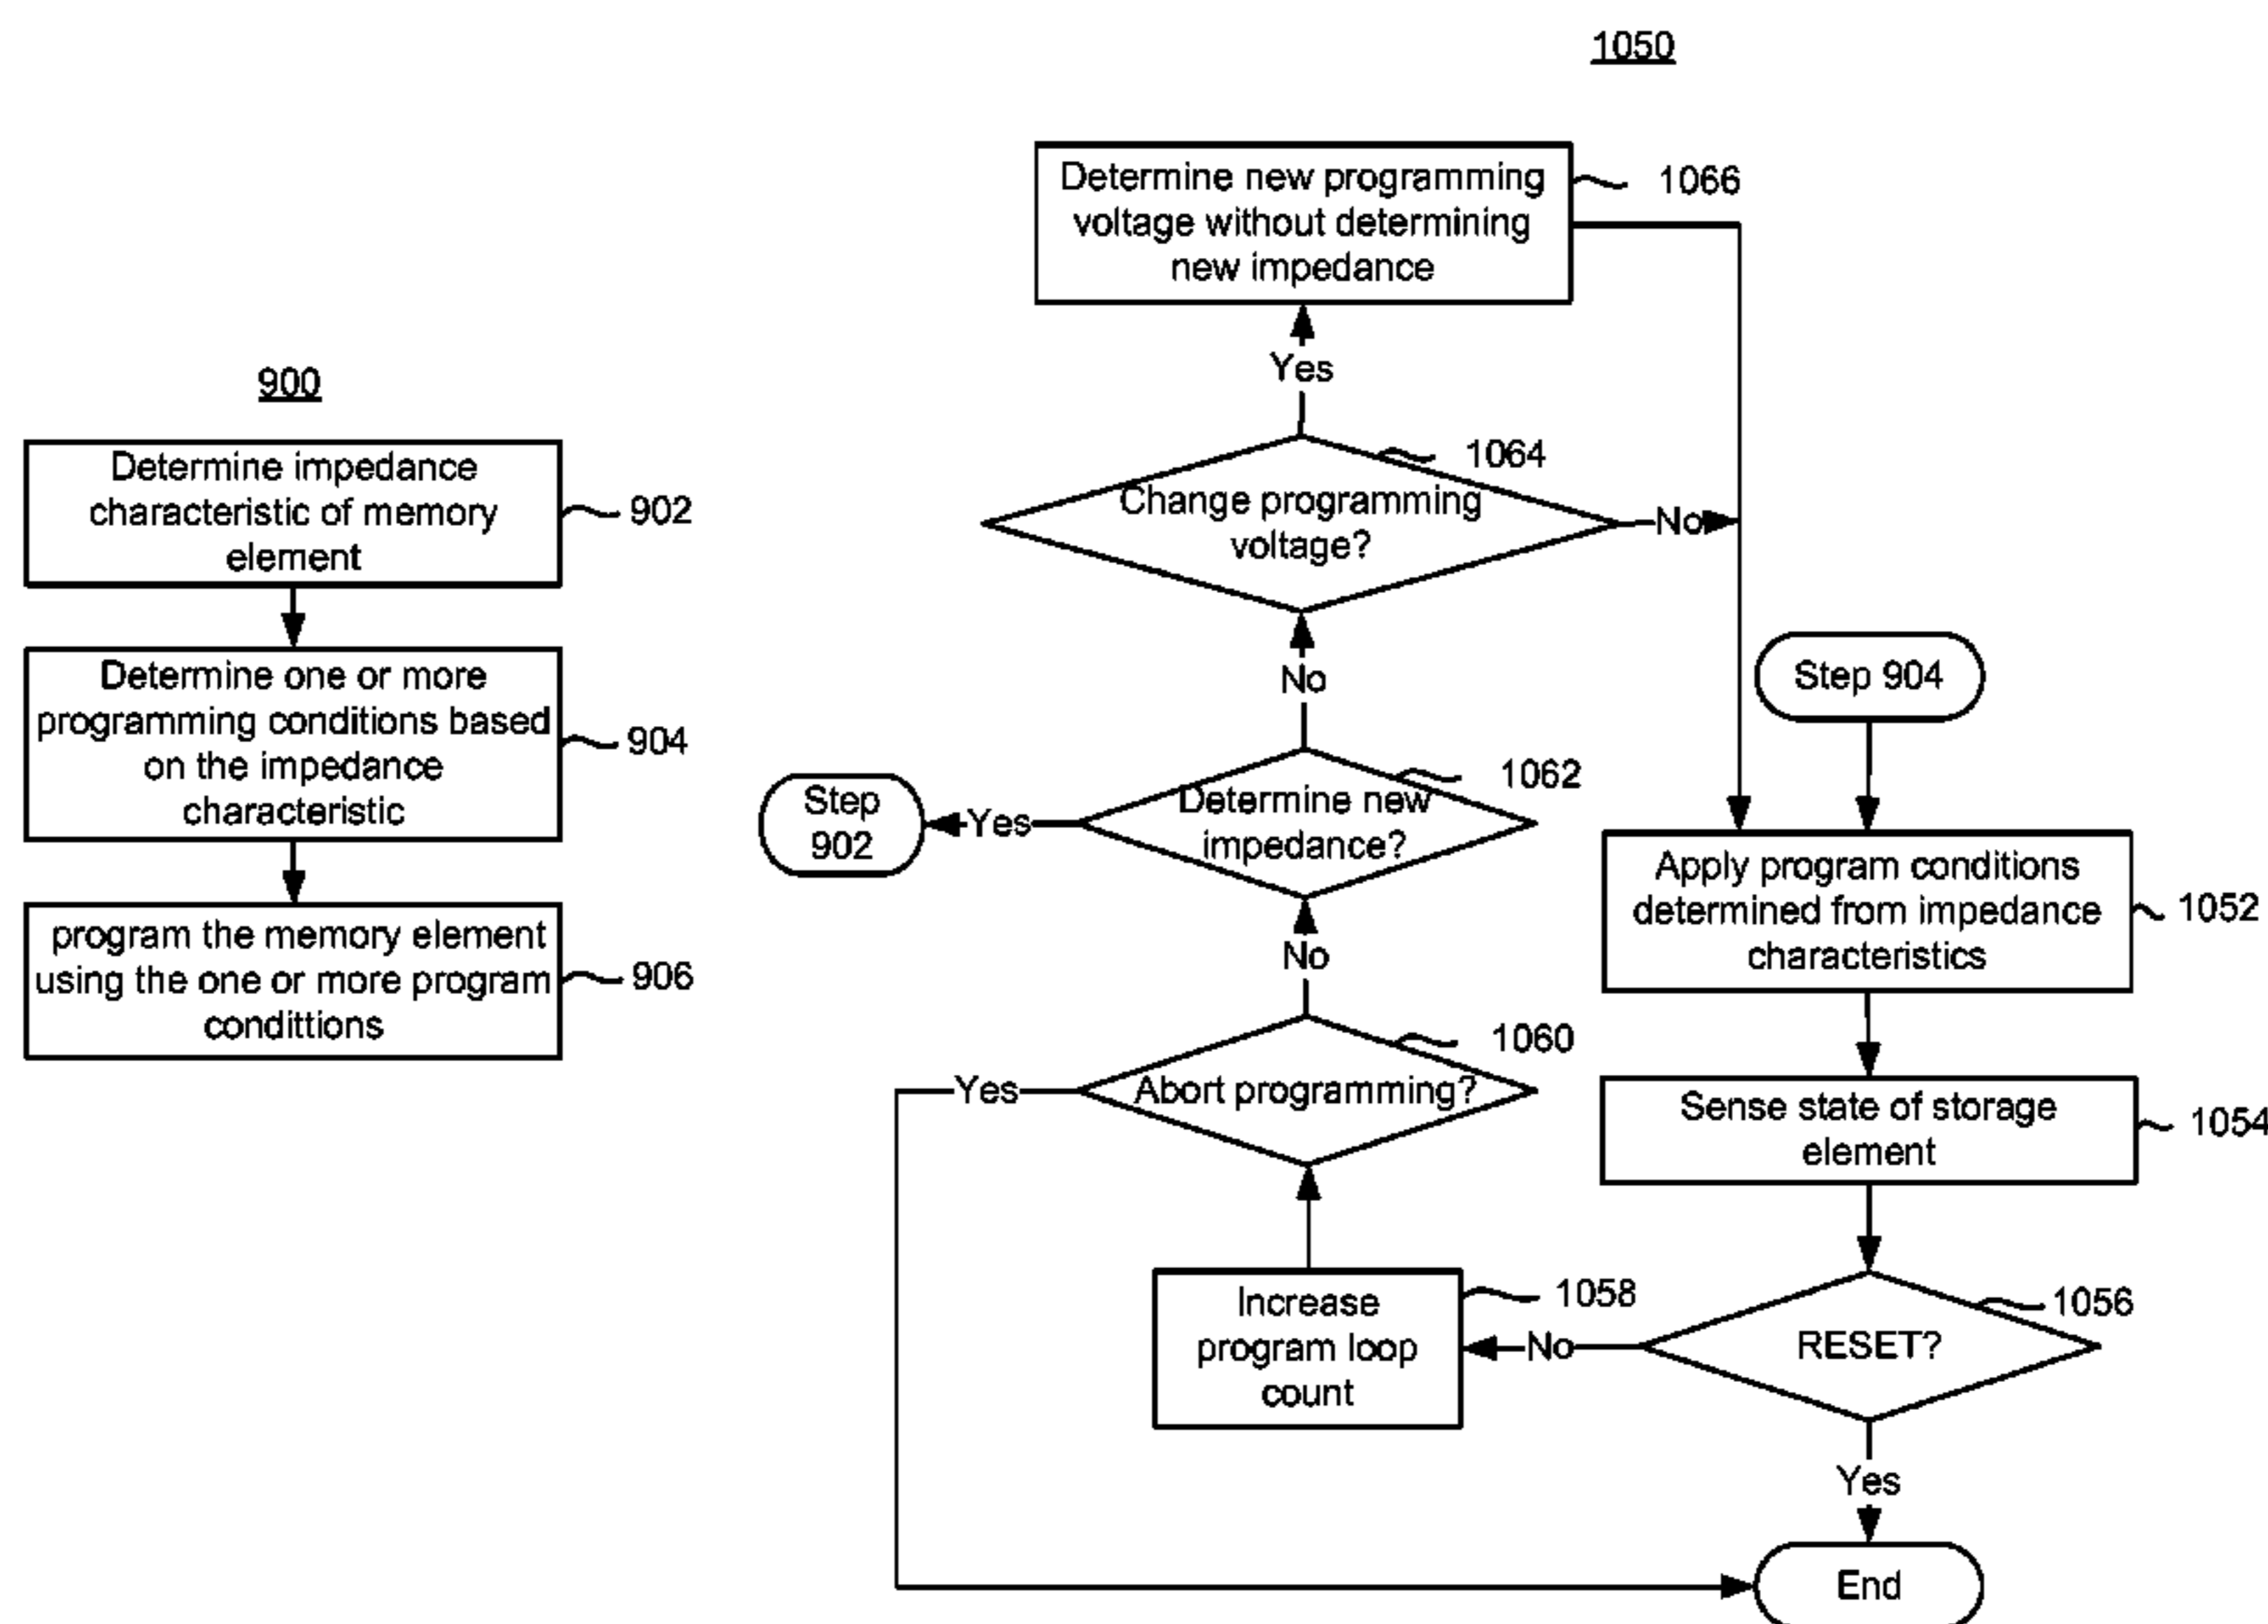 900
Determine impedance
characteristic of memory
element
902
Determine one or more
programming conditions based
on the impedance
characteristic
904
program the memory element
using the one or more program
condittions
906
1050
Determine new programming
voltage without determining
new impedance
1066
Yes
Change programming
voltage?
1064
No
No
Determine new
impedance?
1062
Yes
Step
902
No
Abort programming?
1060
Yes
Increase
program loop
count
1058
Step 904
Apply program conditions
determined from impedance
characteristics
1052
Sense state of storage
element
1054
RESET?
1056
No
Yes
End